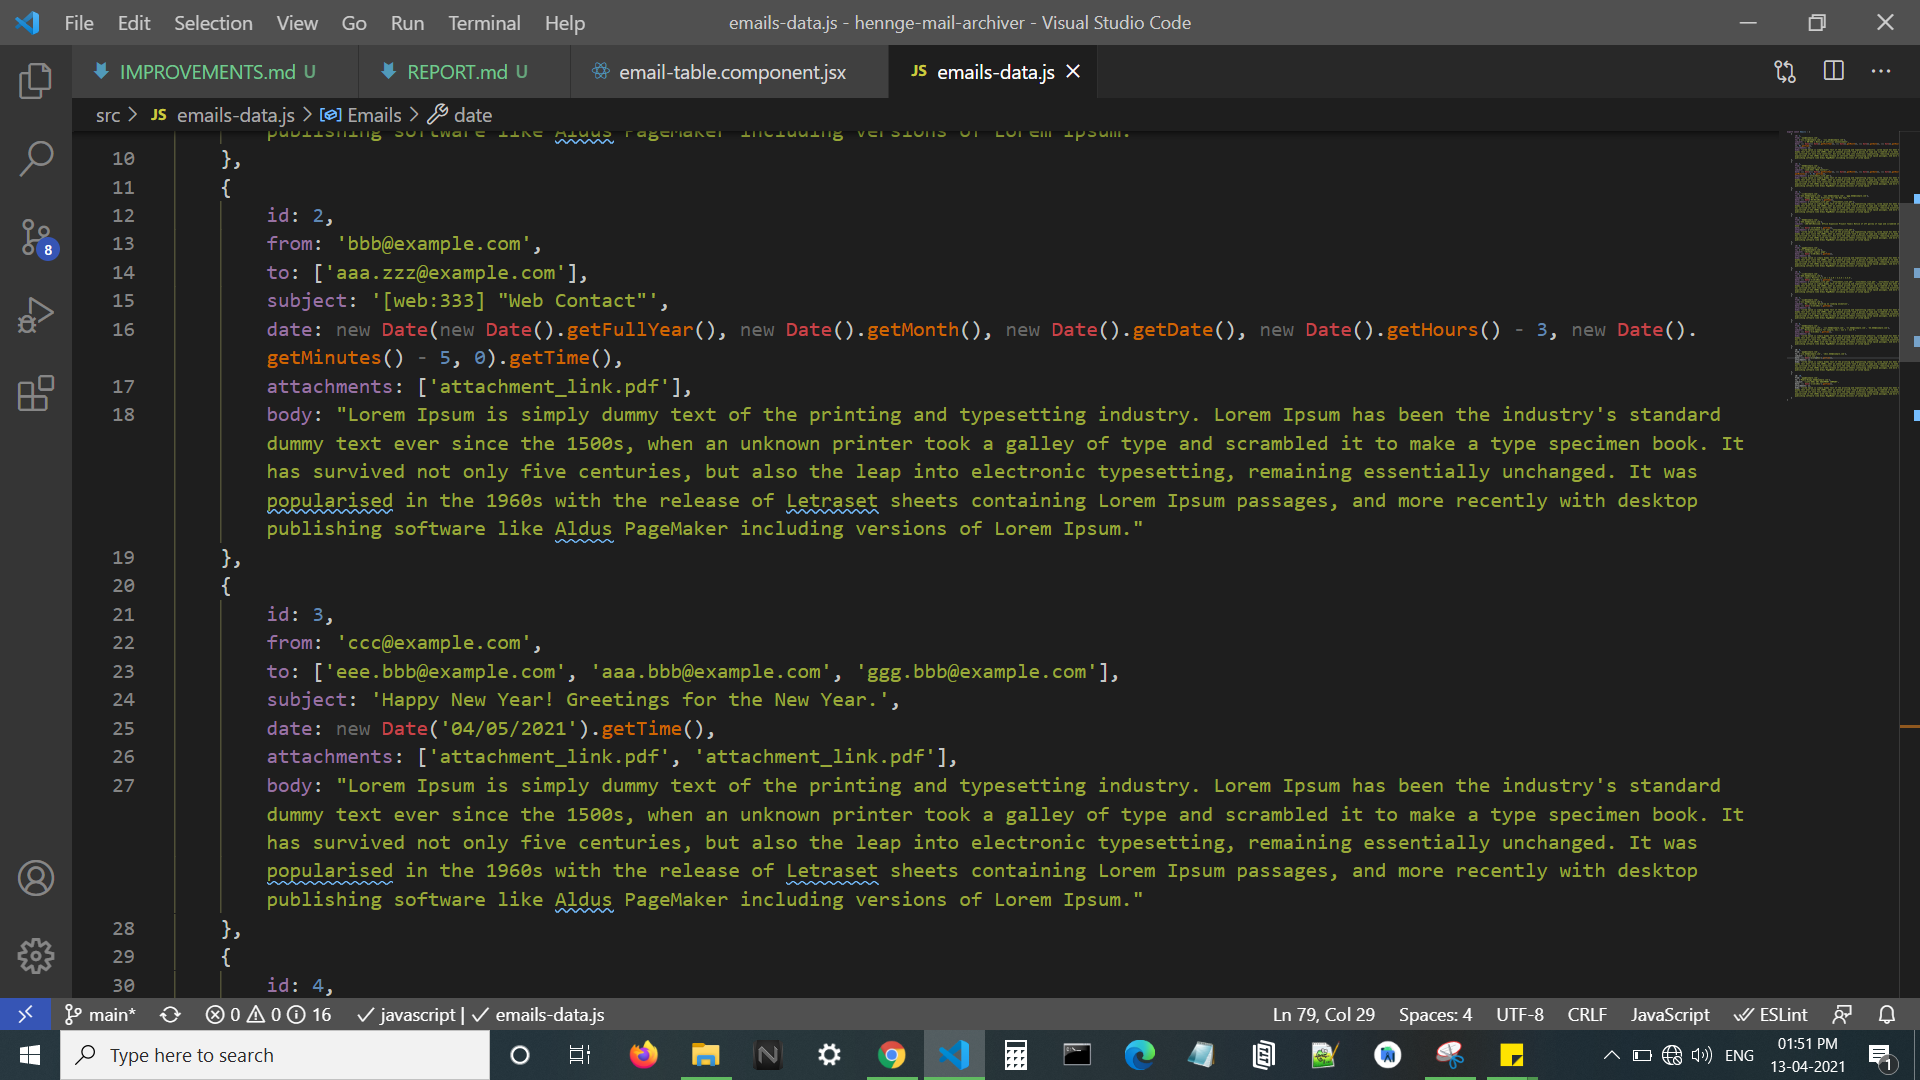 File Edit Selection View Go Run Terminal Help emails-data.js - hennge-mail-archiver - Visual Studio Code
IMPROVEMENTS.md U REPORT.md U email-table.component.jsx JS emails-data.js
src > JS emails-data.js > Emails > date
publishing software like Aldus PageMaker including versions of Lorem Ipsum.
10 },
11 {
12 id: 2,
13 from: 'bbb@example.com',
14 to: ['aaa.zzz@example.com'],
15 subject: '[web:333] "Web Contact"',
16 date: new Date(new Date().getFullYear(), new Date().getMonth(), new Date().getDate(), new Date().getHours() - 3, new Date().
getMinutes() - 5, 0).getTime(),
17 attachments: ['attachment_link.pdf'],
18 body: "Lorem Ipsum is simply dummy text of the printing and typesetting industry. Lorem Ipsum has been the industry's standard
dummy text ever since the 1500s, when an unknown printer took a galley of type and scrambled it to make a type specimen book. It
has survived not only five centuries, but also the leap into electronic typesetting, remaining essentially unchanged. It was
popularised in the 1960s with the release of Letraset sheets containing Lorem Ipsum passages, and more recently with desktop
publishing software like Aldus PageMaker including versions of Lorem Ipsum."
19 },
20 {
21 id: 3,
22 from: 'ccc@example.com',
23 to: ['eee.bbb@example.com', 'aaa.bbb@example.com', 'ggg.bbb@example.com'],
24 subject: 'Happy New Year! Greetings for the New Year.',
25 date: new Date('04/05/2021').getTime(),
26 attachments: ['attachment_link.pdf', 'attachment_link.pdf'],
27 body: "Lorem Ipsum is simply dummy text of the printing and typesetting industry. Lorem Ipsum has been the industry's standard
dummy text ever since the 1500s, when an unknown printer took a galley of type and scrambled it to make a type specimen book. It
has survived not only five centuries, but also the leap into electronic typesetting, remaining essentially unchanged. It was
popularised in the 1960s with the release of Letraset sheets containing Lorem Ipsum passages, and more recently with desktop
publishing software like Aldus PageMaker including versions of Lorem Ipsum."
28 },
29 {
30 id: 4,
8
main* 0 0 16 javascript | emails-data.js Ln 79, Col 29 Spaces: 4 UTF-8 CRLF JavaScript ESLint
Type here to search ENG 01:51 PM
13-04-2021 1